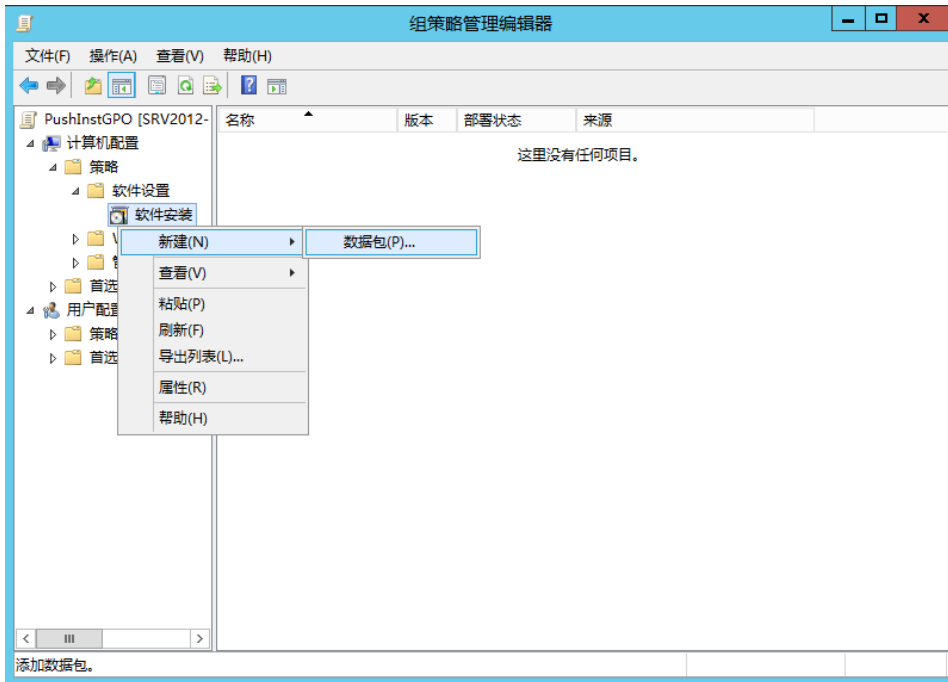 组策略管理编辑器
文件(F) 操作(A) 查看(V) 帮助(H)
PushInstGPO [SRV2012-
名称 版本 部署状态 来源
计算机配置
这里没有任何项目。
策略
软件设置
软件安装
新建(N)
数据包(P)...
查看(V)
首选
粘贴(P)
用户配置
刷新(F)
策略
导出列表(L)...
首选
属性(R)
帮助(H)
添加数据包。